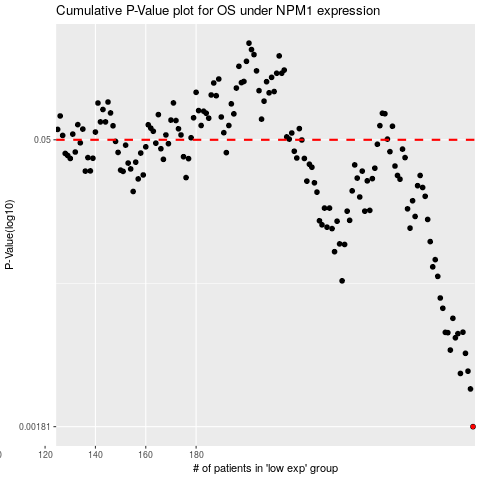 Cumulative P-Value plot for OS under NPM1 expression
P-Value(log10)
0.05
0.00181
0 120 140 160 180
# of patients in 'low exp' group